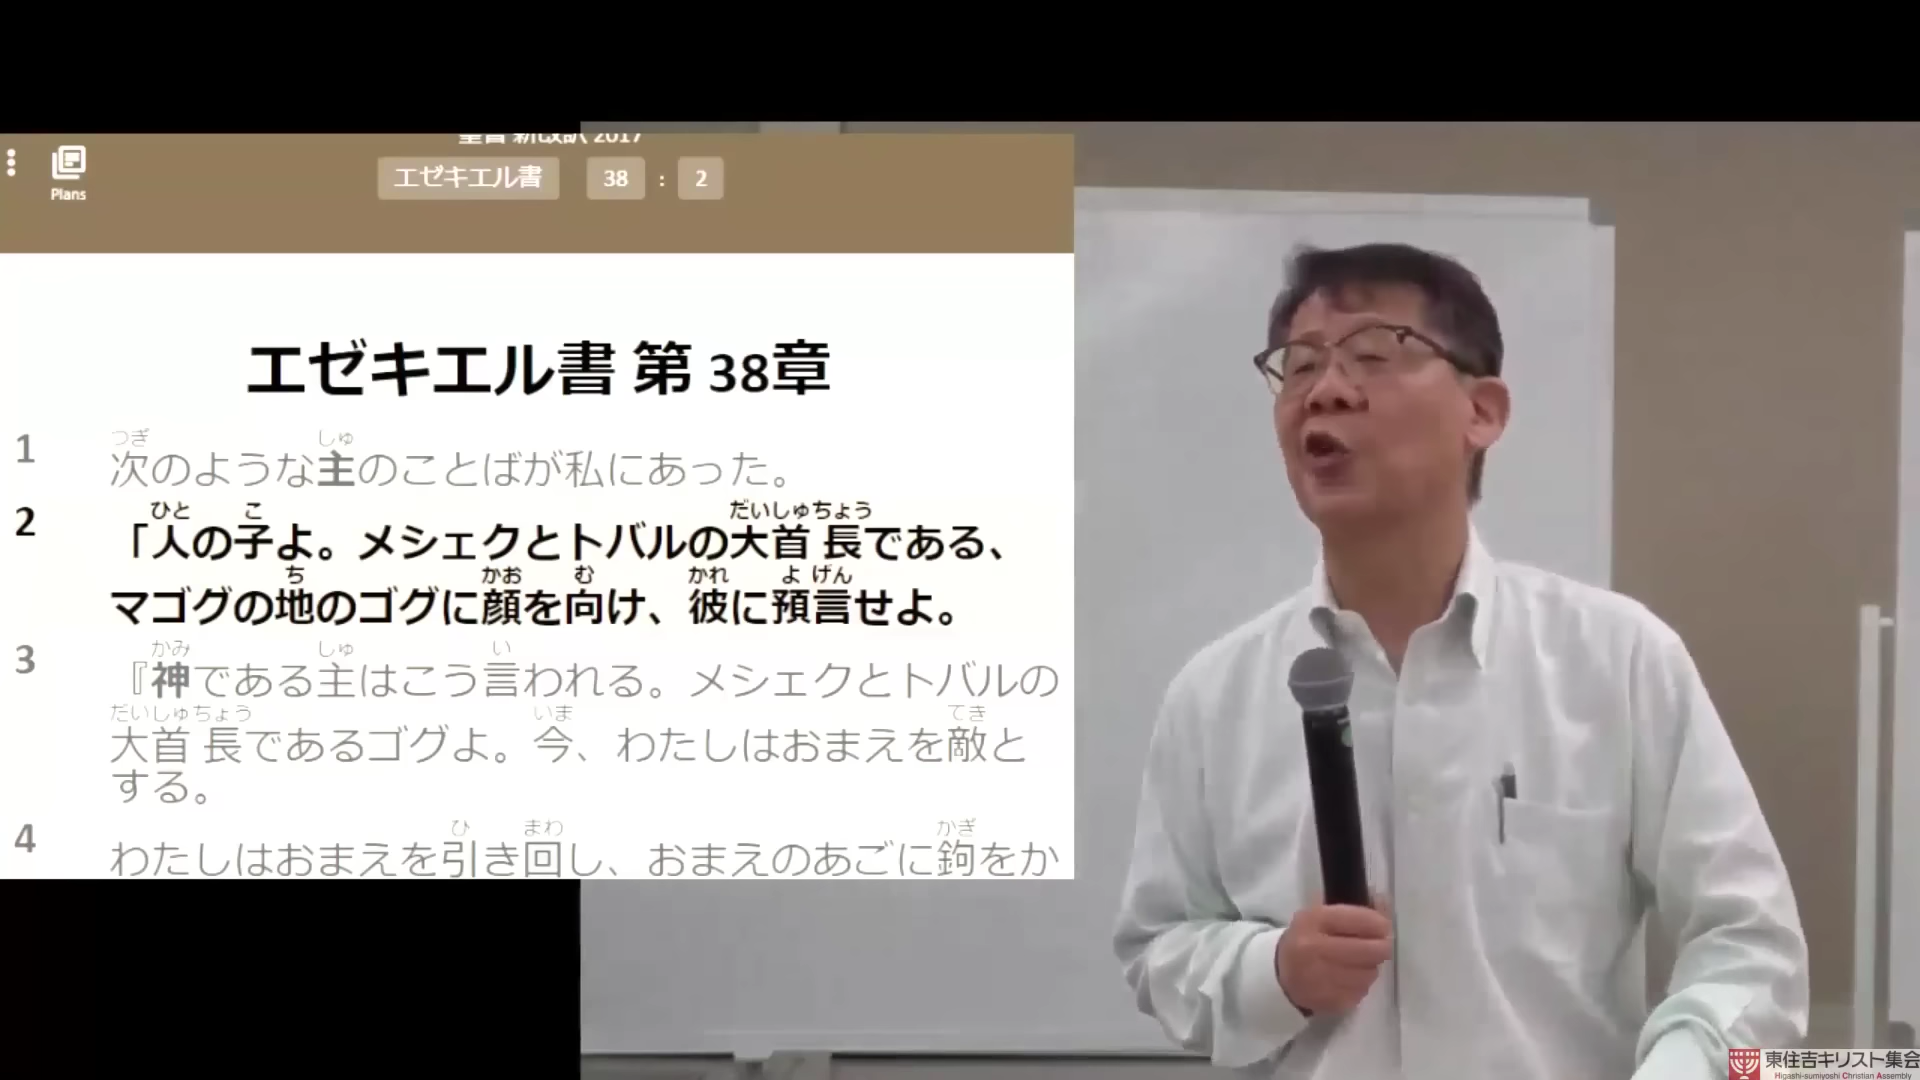 聖書 新改訳 2017
Plans
エゼキエル書 38 : 2
エゼキエル書 第 38章
1 次のような主のことばが私にあった。
つぎ しゅ
ひと こ だいしゅちょう
2 「人の子よ。メシェクとトバルの大首長である、
ち かお む かれ よ げん
マゴグの地のゴグに顔を向け、彼に預言せよ。
かみ しゅ い
3 『神である主はこう言われる。メシェクとトバルの
だいしゅちょう いま てき
大首長であるゴグよ。今、わたしはおまえを敵と
する。
ひ まわ かぎ
4 わたしはおまえを引き回し、おまえのあごに鉤をか
東住吉キリスト集会
Higashi-sumiyoshi Christian Assembly